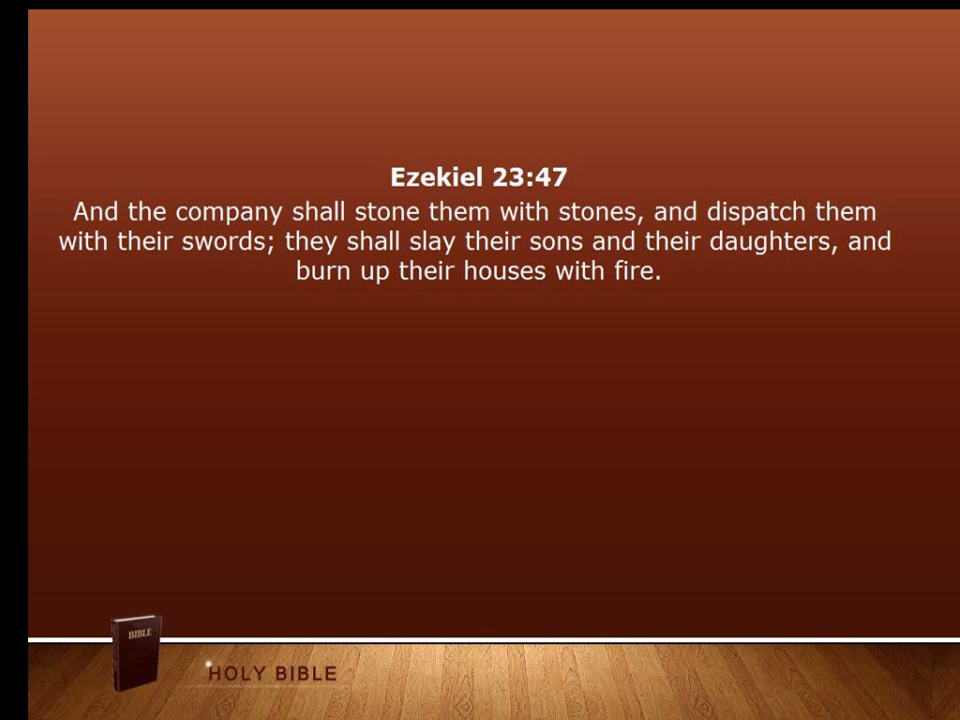 Ezekiel 23:47
And the company shall stone them with stones, and dispatch them
with their swords; they shall slay their sons and their daughters, and
burn up their houses with fire.
BIBLE
HOLY BIBLE